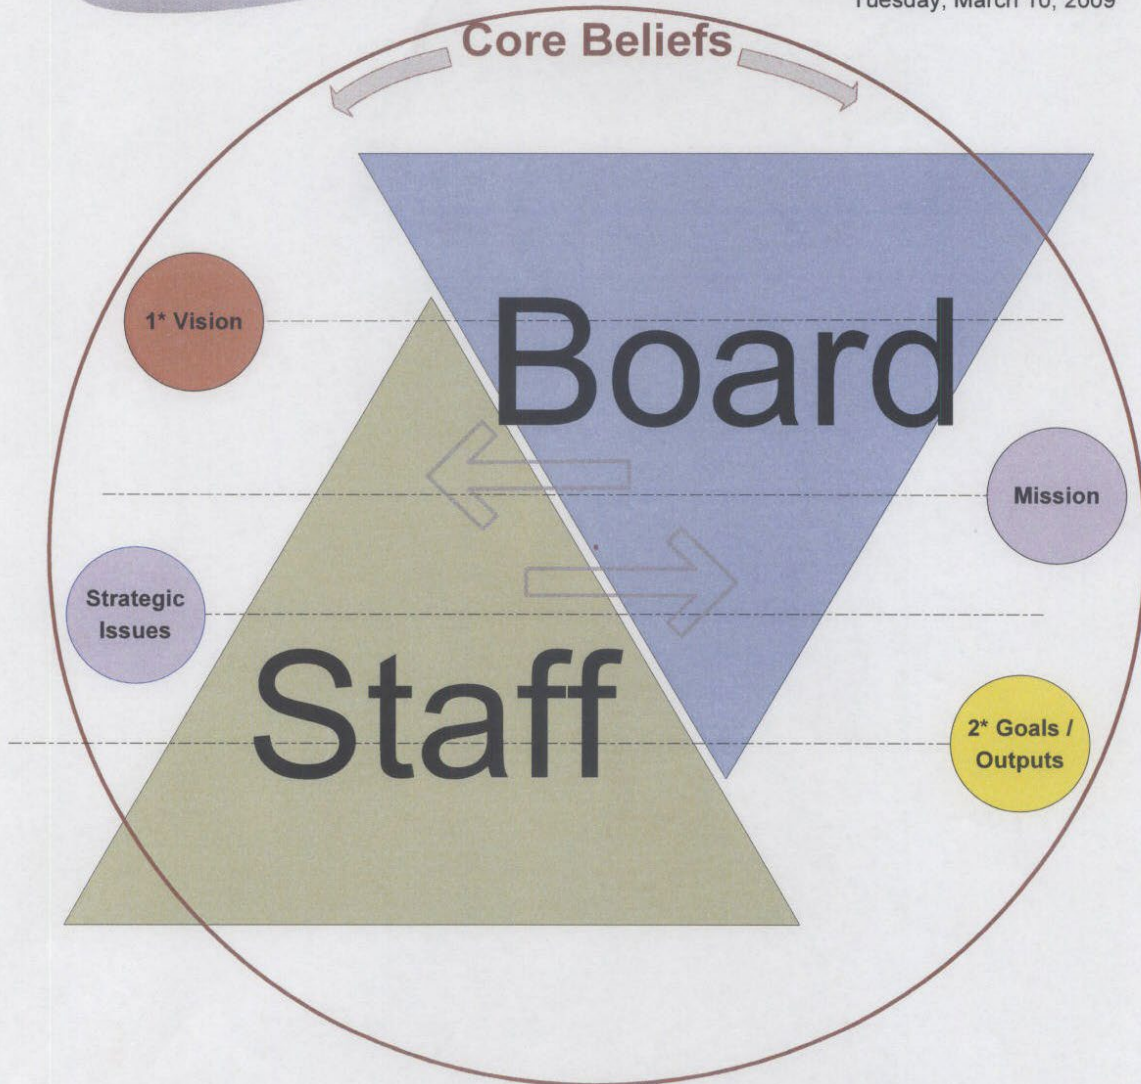 Tuesday, March 10, 2009
Core Beliefs
1* Vision
Board
Mission
Strategic
Issues
Staff
2* Goals /
Outputs